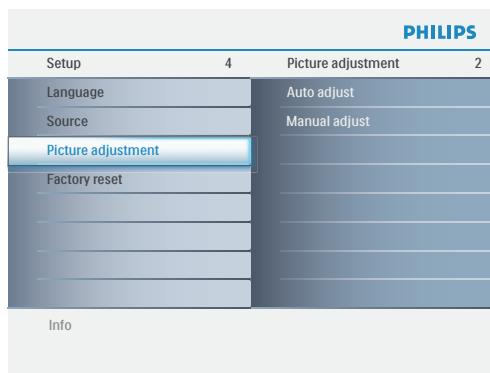 PHILIPS
Setup 4
Picture adjustment 2
Language
Source
Picture adjustment
Factory reset
Auto adjust
Manual adjust
Info